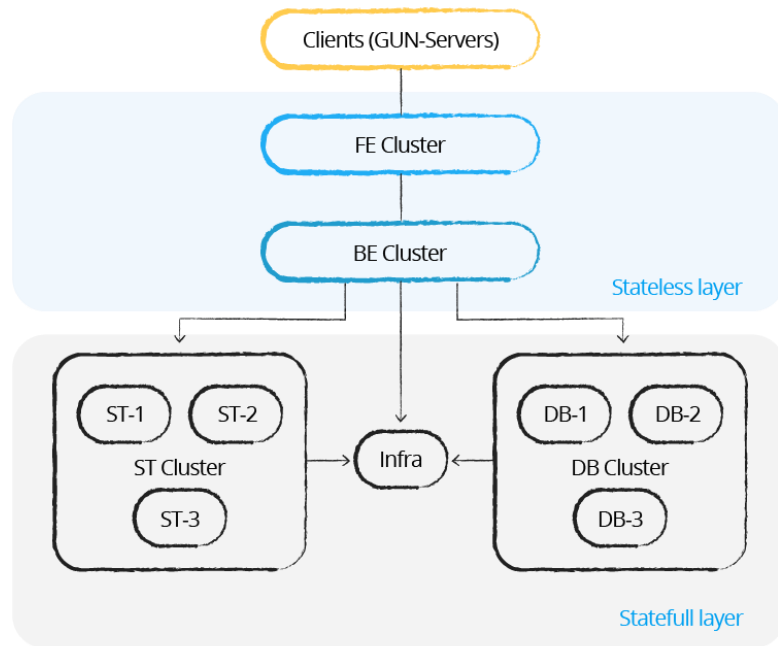 Clients (GUN-Servers)
FE Cluster
BE Cluster
Stateless layer
ST-1
ST-2
ST Cluster
ST-3
Infra
DB-1
DB-2
DB Cluster
DB-3
Statefull layer